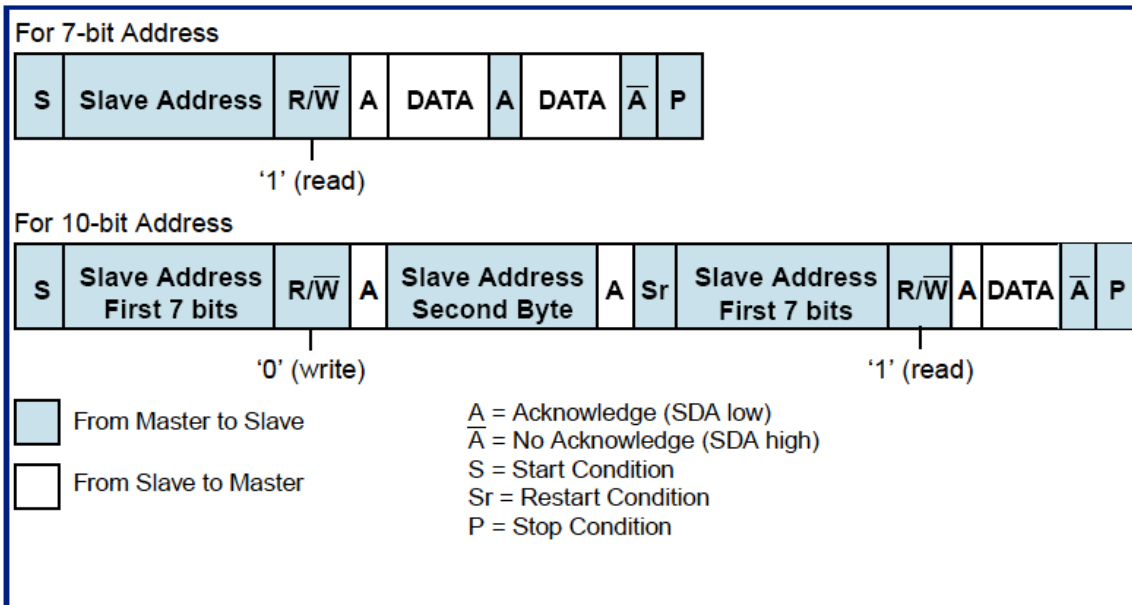 For 7-bit Address
S Slave Address R/W̅ A DATA A DATA A̅ P
‘1’ (read)
For 10-bit Address
S Slave Address First 7 bits R/W̅ A Slave Address Second Byte A Sr Slave Address First 7 bits R/W̅ A DATA A̅ P
‘0’ (write) ‘1’ (read)
From Master to Slave
From Slave to Master
A = Acknowledge (SDA low)
A̅ = No Acknowledge (SDA high)
S = Start Condition
Sr = Restart Condition
P = Stop Condition